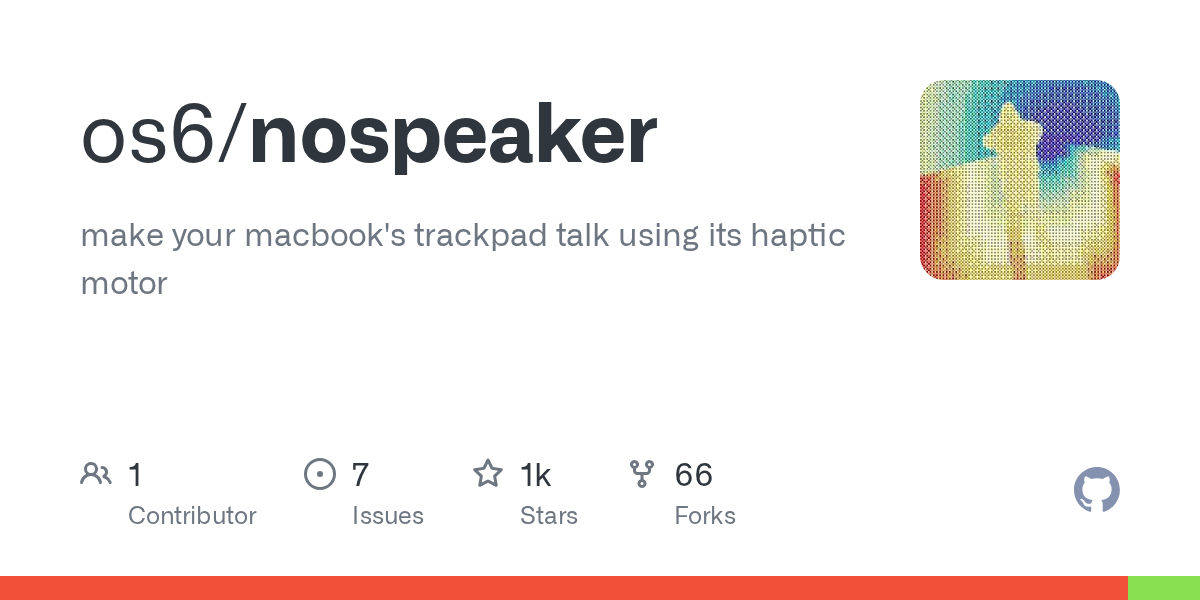 os6/nospeaker
make your macbook's trackpad talk using its haptic
motor
1
Contributor
7
Issues
1k
Stars
66
Forks